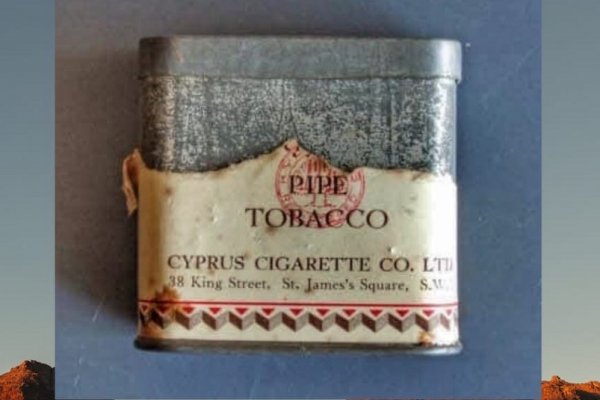 PIPE
TOBACCO
CYPRUS CIGARETTE CO. LTD
38 King Street, St. James's Square, S.W.